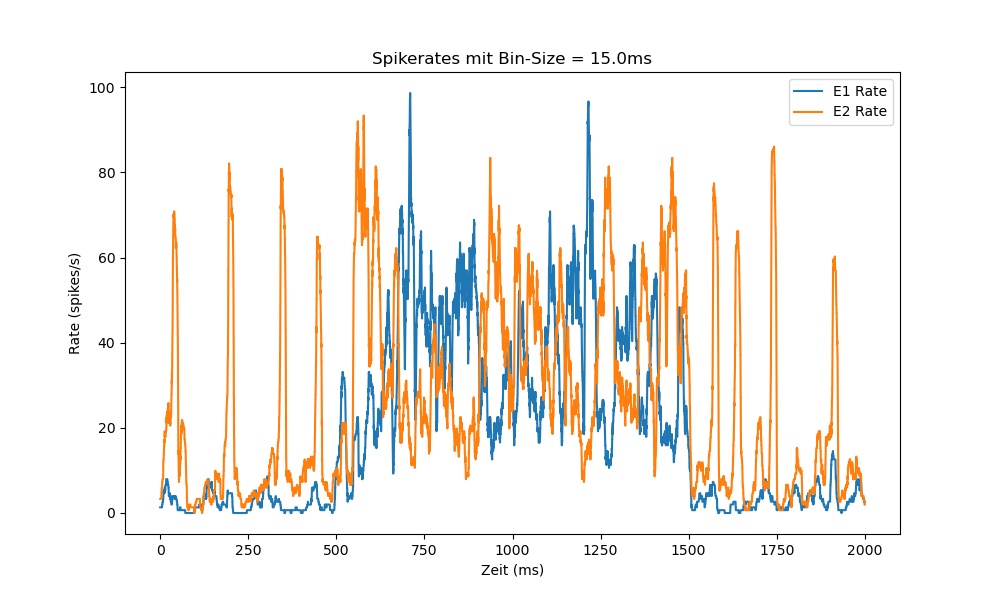 Spikerates mit Bin-Size = 15.0ms
E1 Rate
E2 Rate
100
80
60
40
20
0
Rate (spikes/s)
0 250 500 750 1000 1250 1500 1750 2000
Zeit (ms)